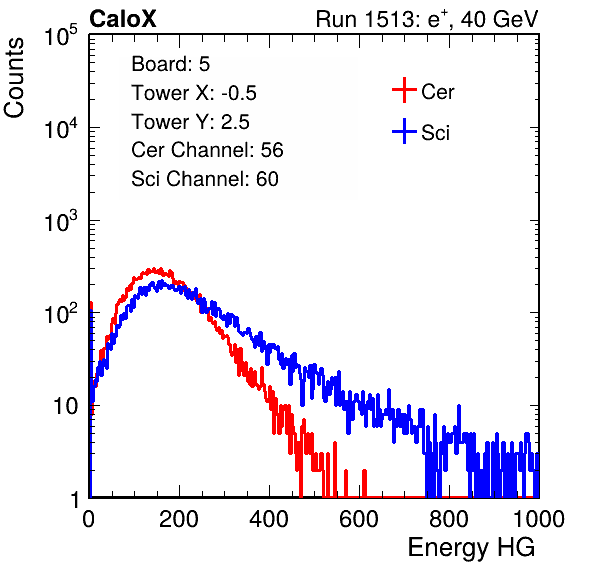 CaloX Run 1513: e⁺, 40 GeV
Counts
10⁵
10⁴
10³
10²
10
1
Board: 5
Tower X: -0.5
Tower Y: 2.5
Cer Channel: 56
Sci Channel: 60
Cer
Sci
0 200 400 600 800 1000
Energy HG